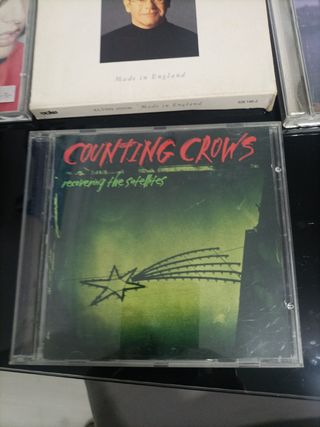 Made in England
Made in England
COUNTING CROWS
recovering the satellites